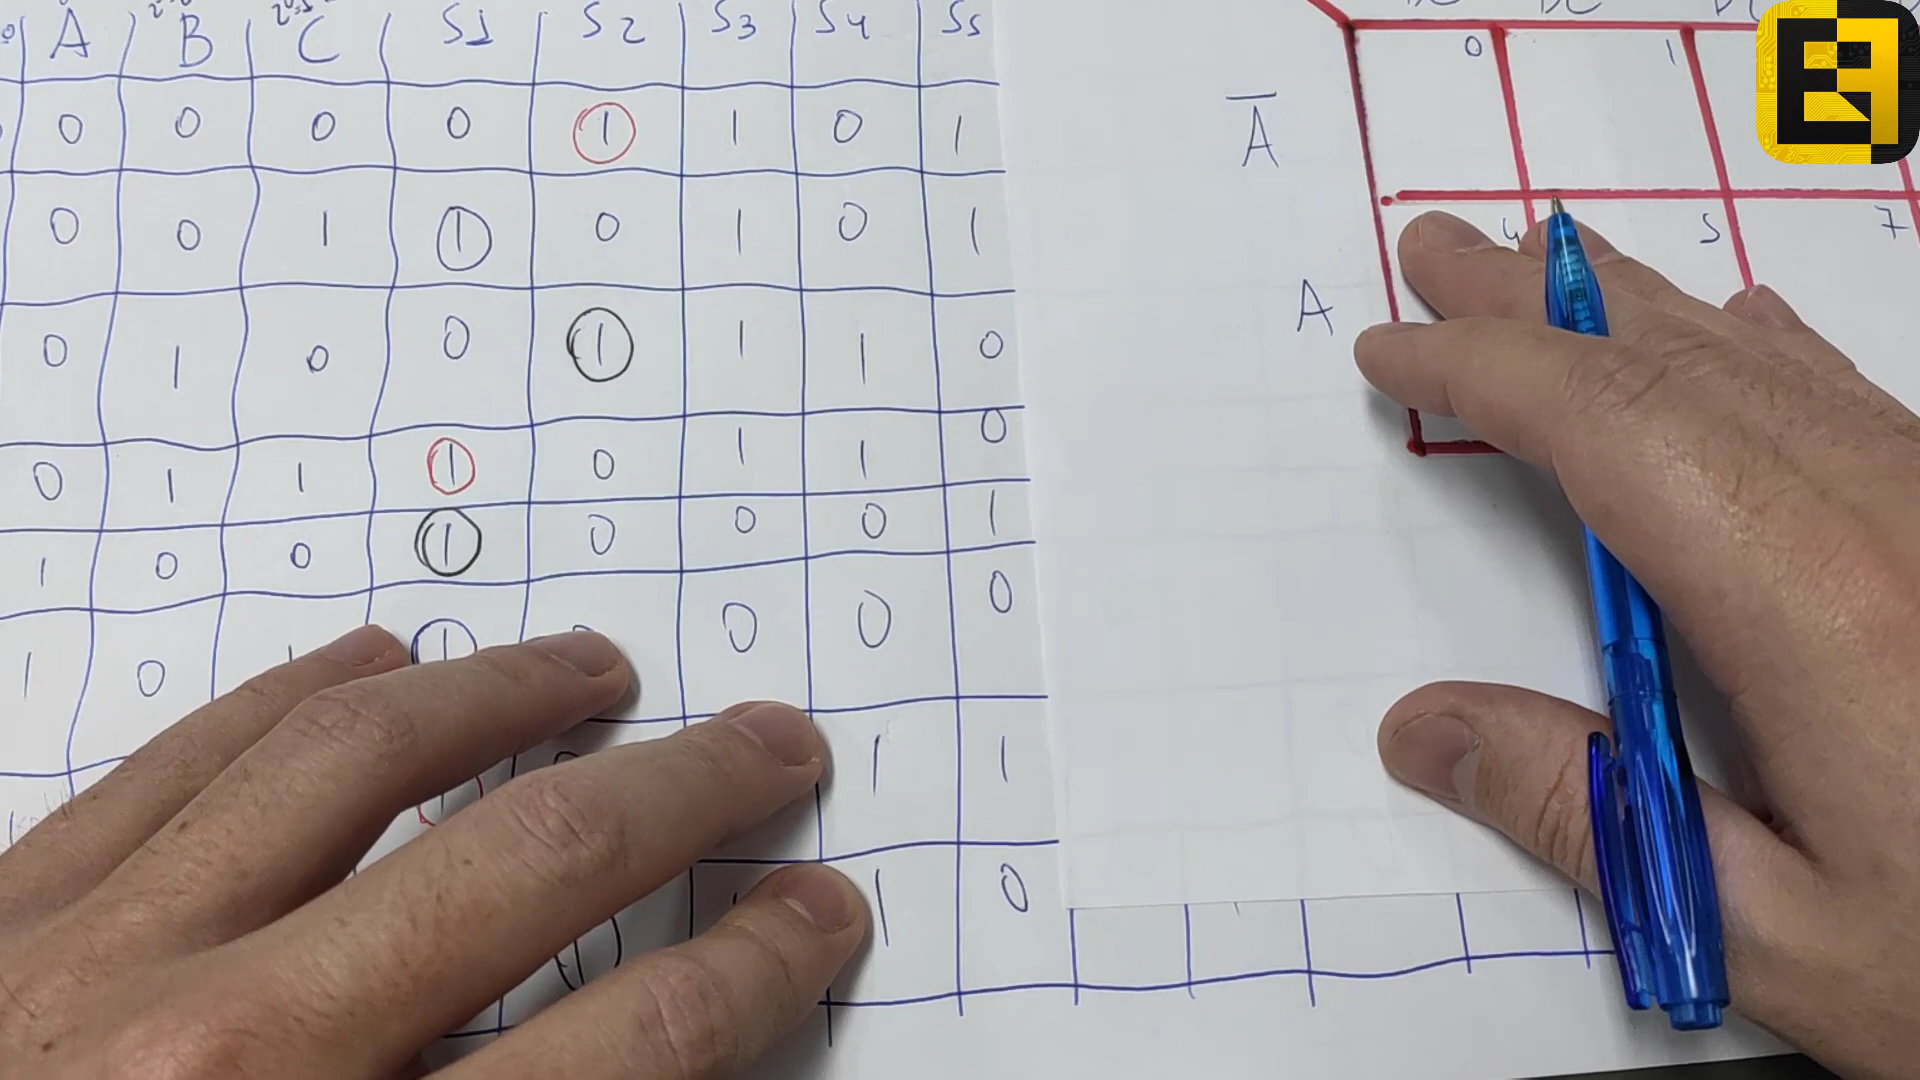 A B C S1 S2 S3 S4 S5
0 0 0 0 1 1 0 1
0 0 1 1 0 1 0 1
0 1 0 0 1 1 1 0
0 1 1 1 0 1 1 0
1 0 0 1 0 0 0 1
1 0 1 0 0 0
1 1
1 1 0
0 1
Ā
4 5 7
A
EF